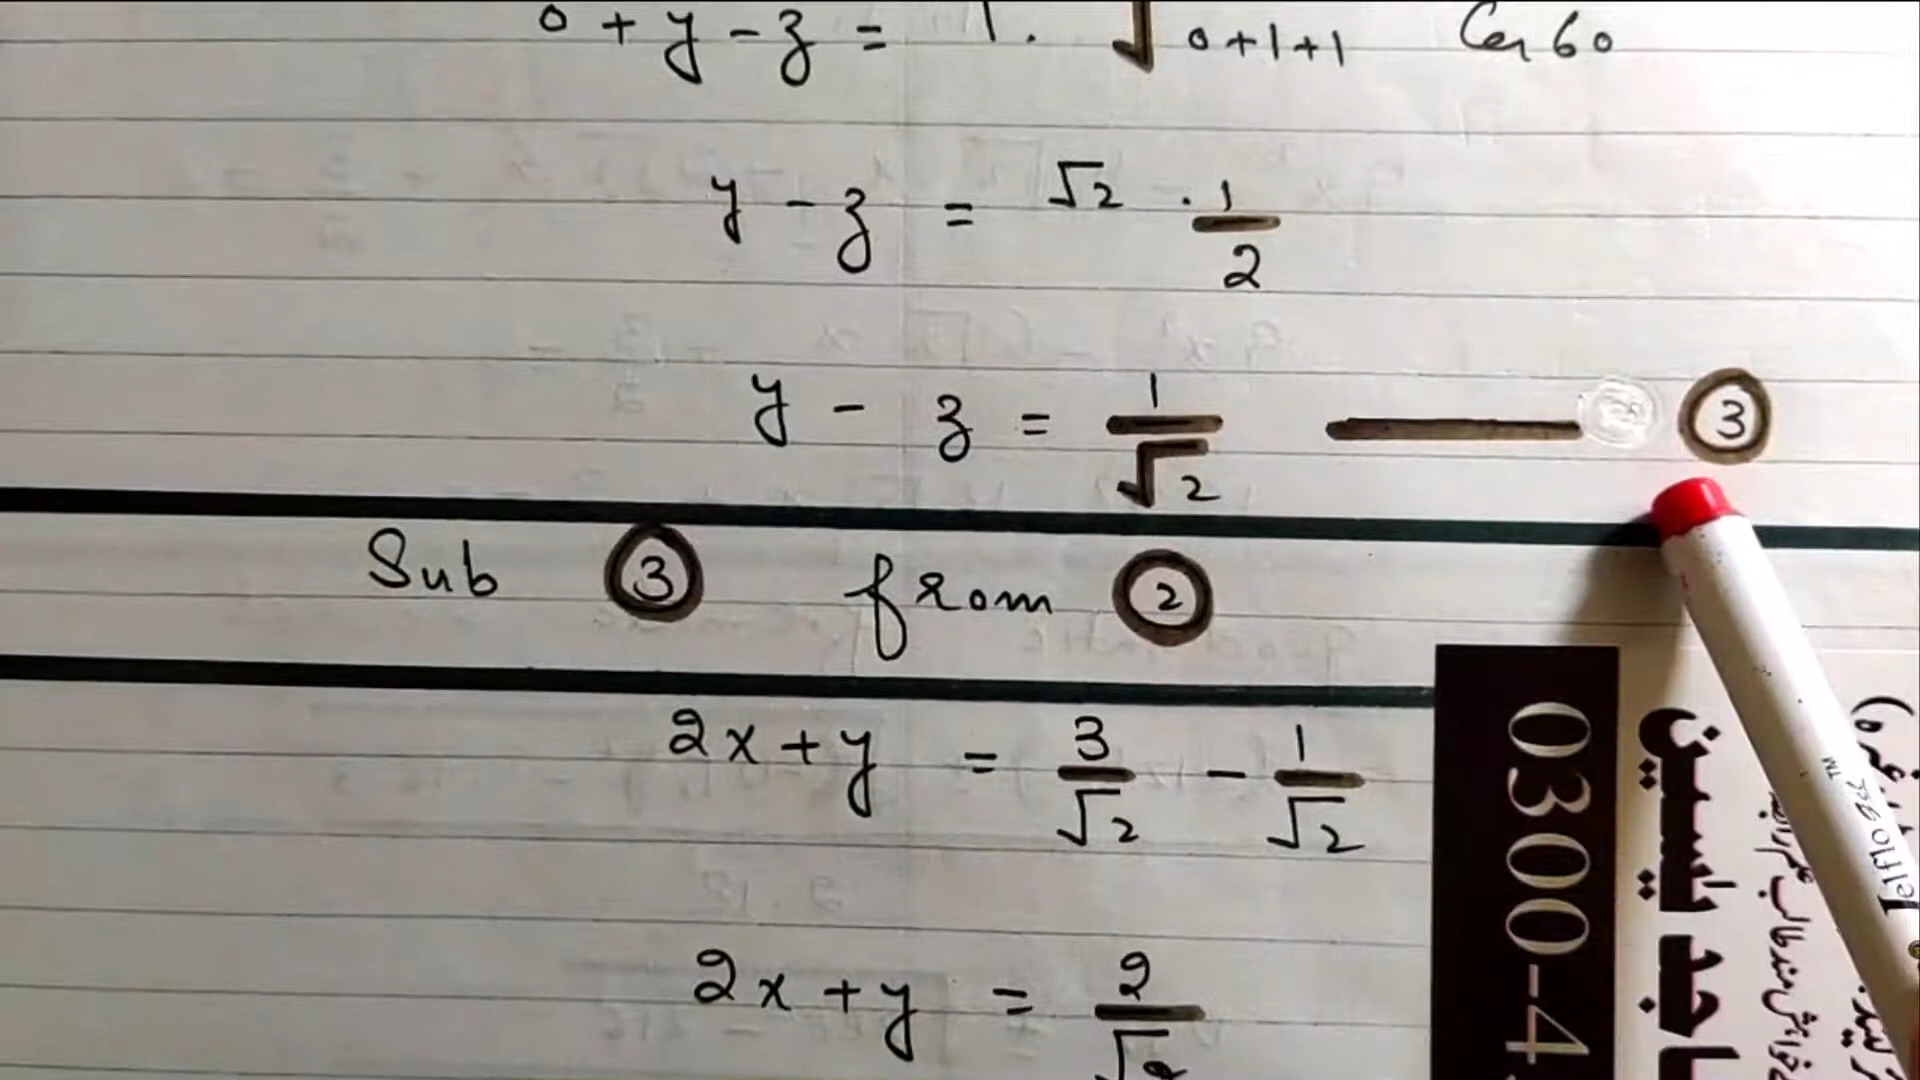 0 + y - z = 1. √0+1+1 Cos 60
y - z = √2 . 1/2
y - z = 1/√2 ——— 3
Sub 3 from 2
2x + y = 3/√2 - 1/√2
2x + y = 2/√2
0300-4